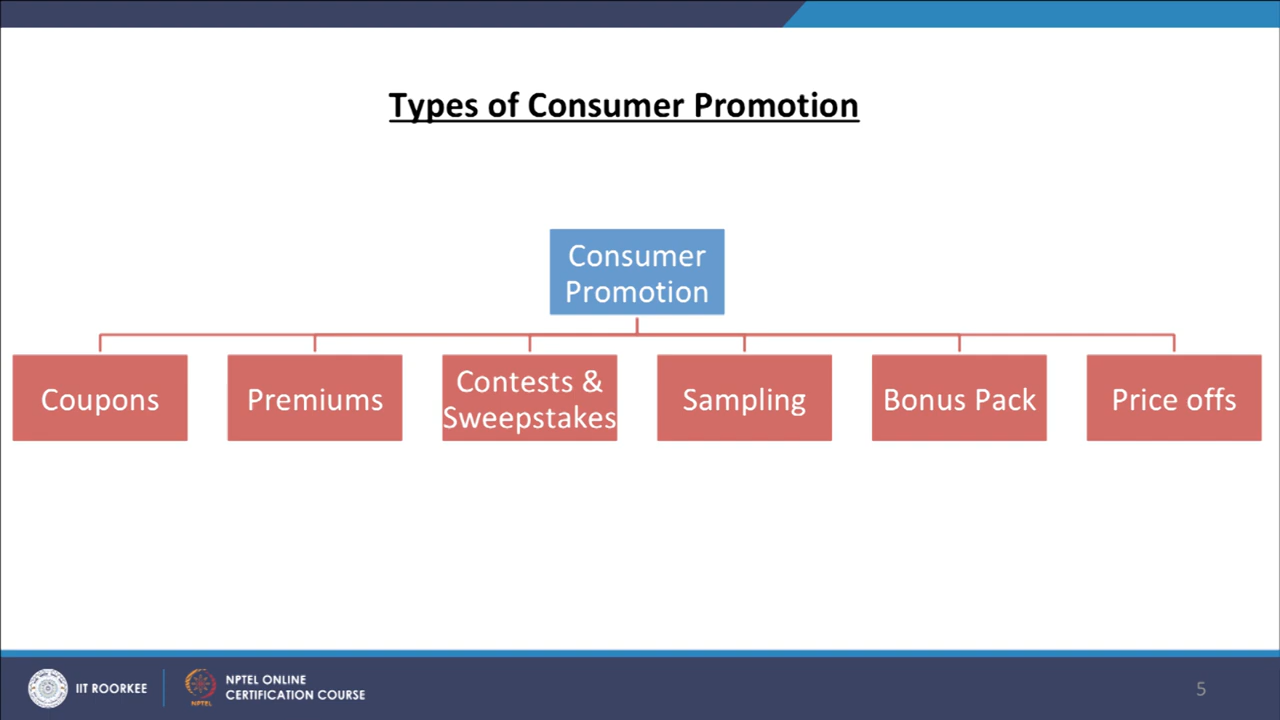 Types of Consumer Promotion
Consumer
Promotion
Coupons
Premiums
Contests &
Sweepstakes
Sampling
Bonus Pack
Price offs
IIT ROORKEE
NPTEL
NPTEL ONLINE
CERTIFICATION COURSE
5